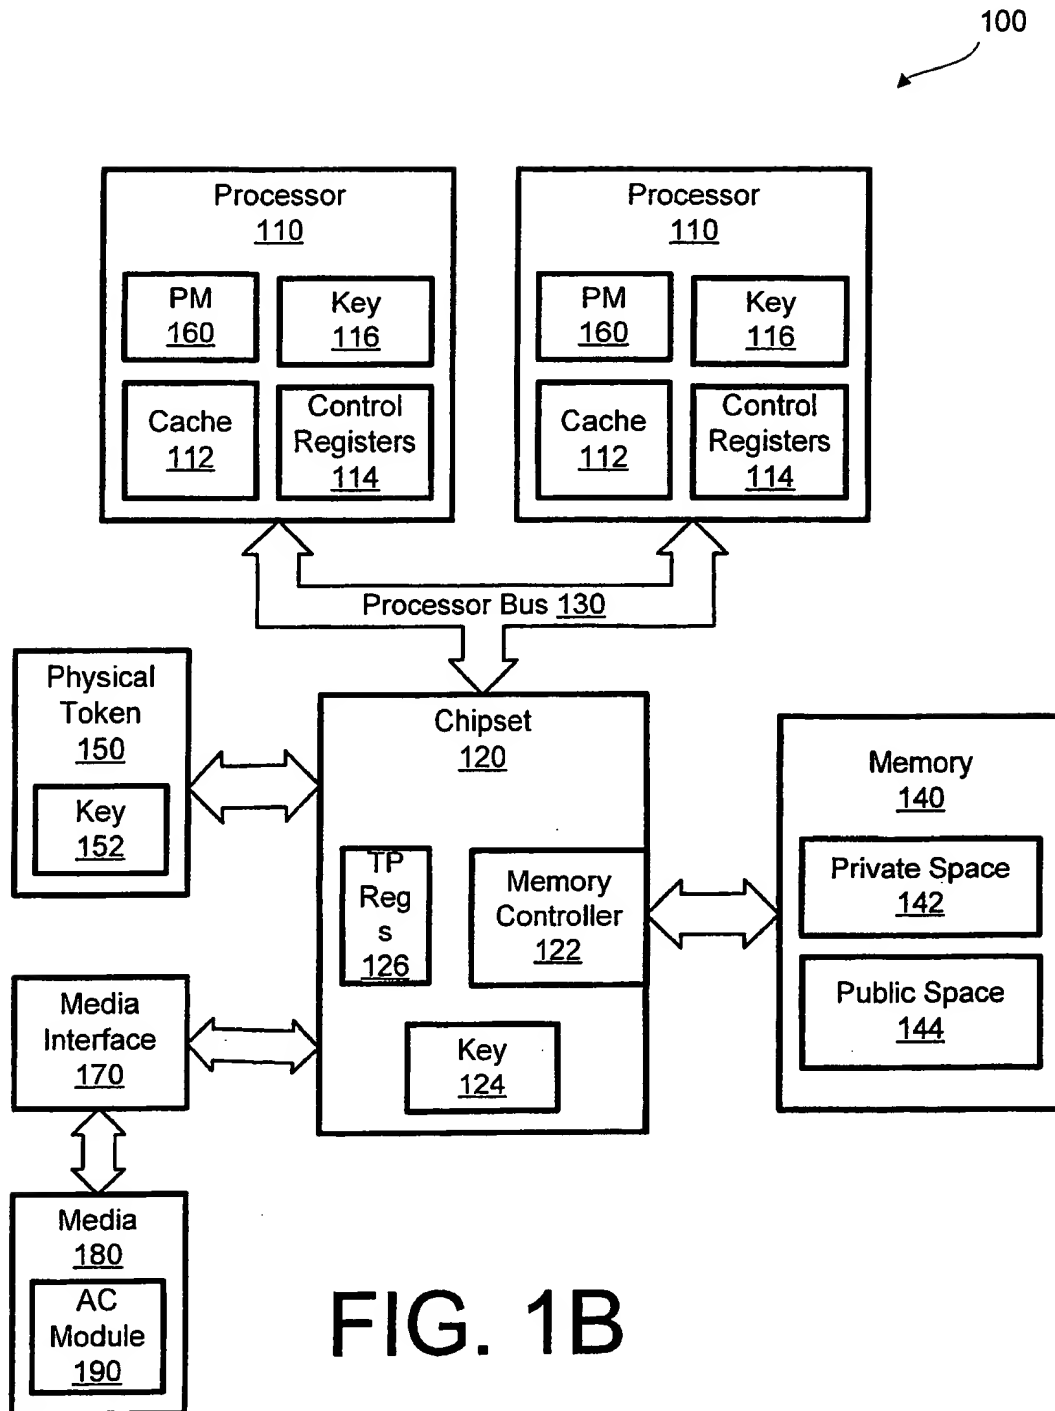 100
Processor
110
PM
160
Key
116
Cache
112
Control
Registers
114
Processor
110
PM
160
Key
116
Cache
112
Control
Registers
114
Processor Bus 130
Physical
Token
150
Key
152
Chipset
120
TP
Reg
s
126
Memory
Controller
122
Key
124
Memory
140
Private Space
142
Public Space
144
Media
Interface
170
Media
180
AC
Module
190
FIG. 1B